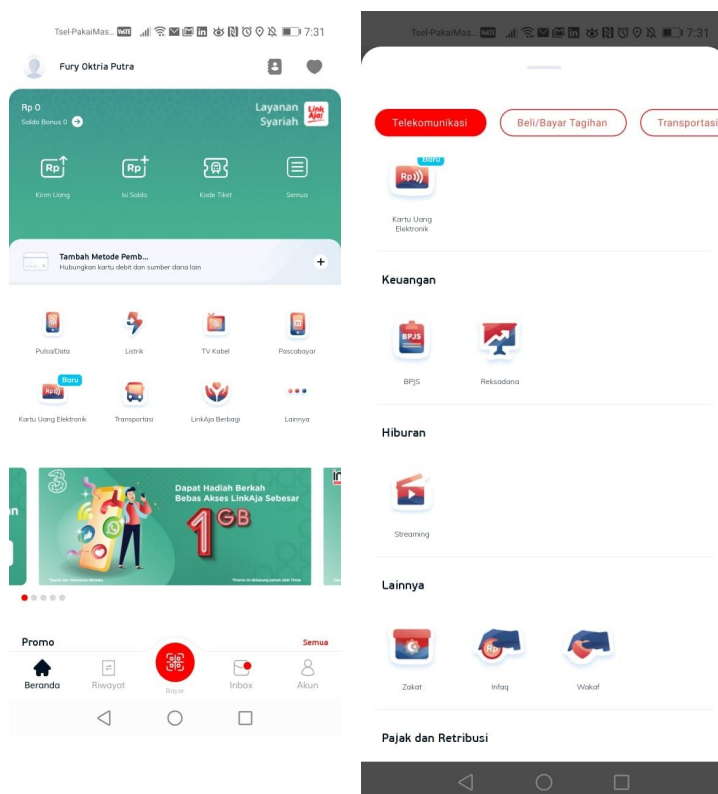 Tsel-PakaiMas...
7:31
Fury Oktria Putra
Rp 0
Saldo Bonus 0
Layanan
Syariah
Link
Aja!
Kirim Uang
Isi Saldo
Kode Tiket
Semua
Tambah Metode Pemb...
Hubungkan kartu debit dan sumber dana lain
Pulsa/Data
Listrik
TV Kabel
Pascabayar
Baru
Rp
Kartu Uang Elektronik
Transportasi
LinkAja Berbagi
Lainnya
3
Dapat Hadiah Berkah
Bebas Akses LinkAja Sebesar
1 GB
Promo
Semua
Beranda
Riwayat
Bayar
Inbox
Akun
Tsel-PakaiMas...
7:31
Telekomunikasi
Beli/Bayar Tagihan
Transportasi
Baru
Rp
Kartu Uang
Elektronik
Keuangan
BPJS
BPJS
Reksadana
Hiburan
Streaming
Lainnya
Rp
Zakat
Infaq
Wakaf
Pajak dan Retribusi